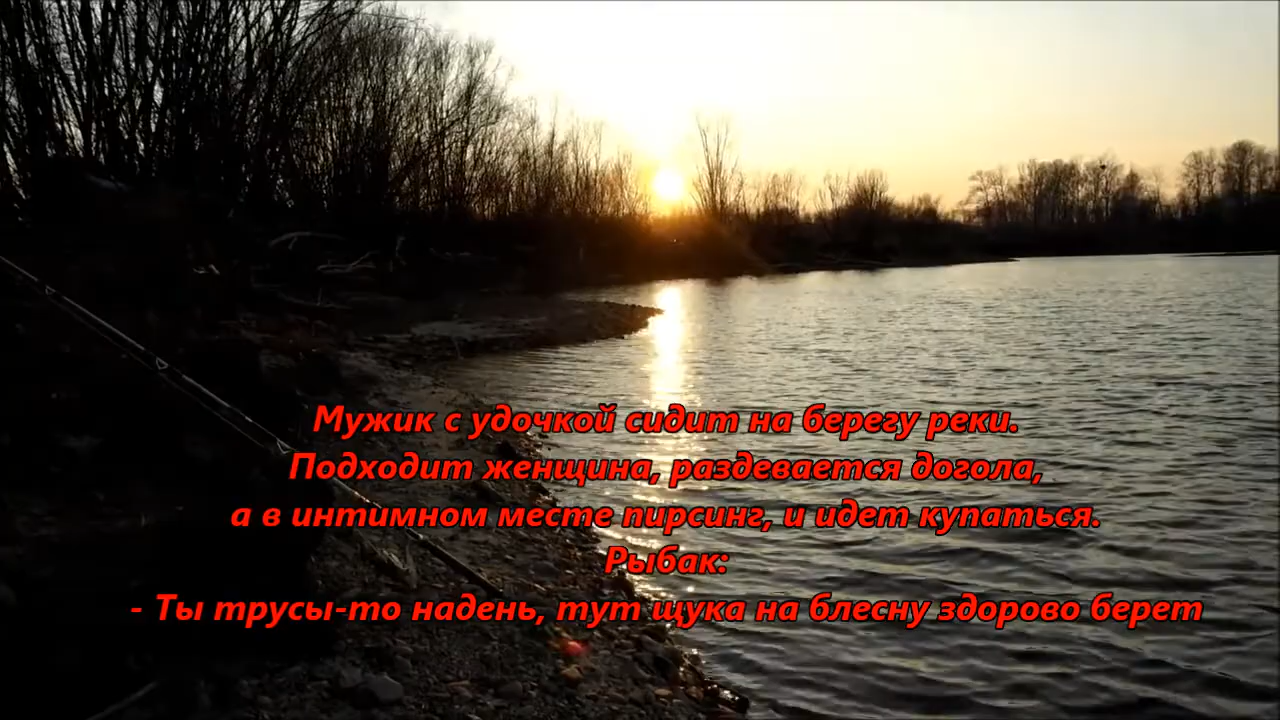 Мужик с удочкой сидит на берегу реки.
Подходит женщина, раздевается догола,
а в интимном месте пирсинг, и идет купаться.
Рыбак:
- Ты трусы-то надень, тут щука на блесну здорово берет